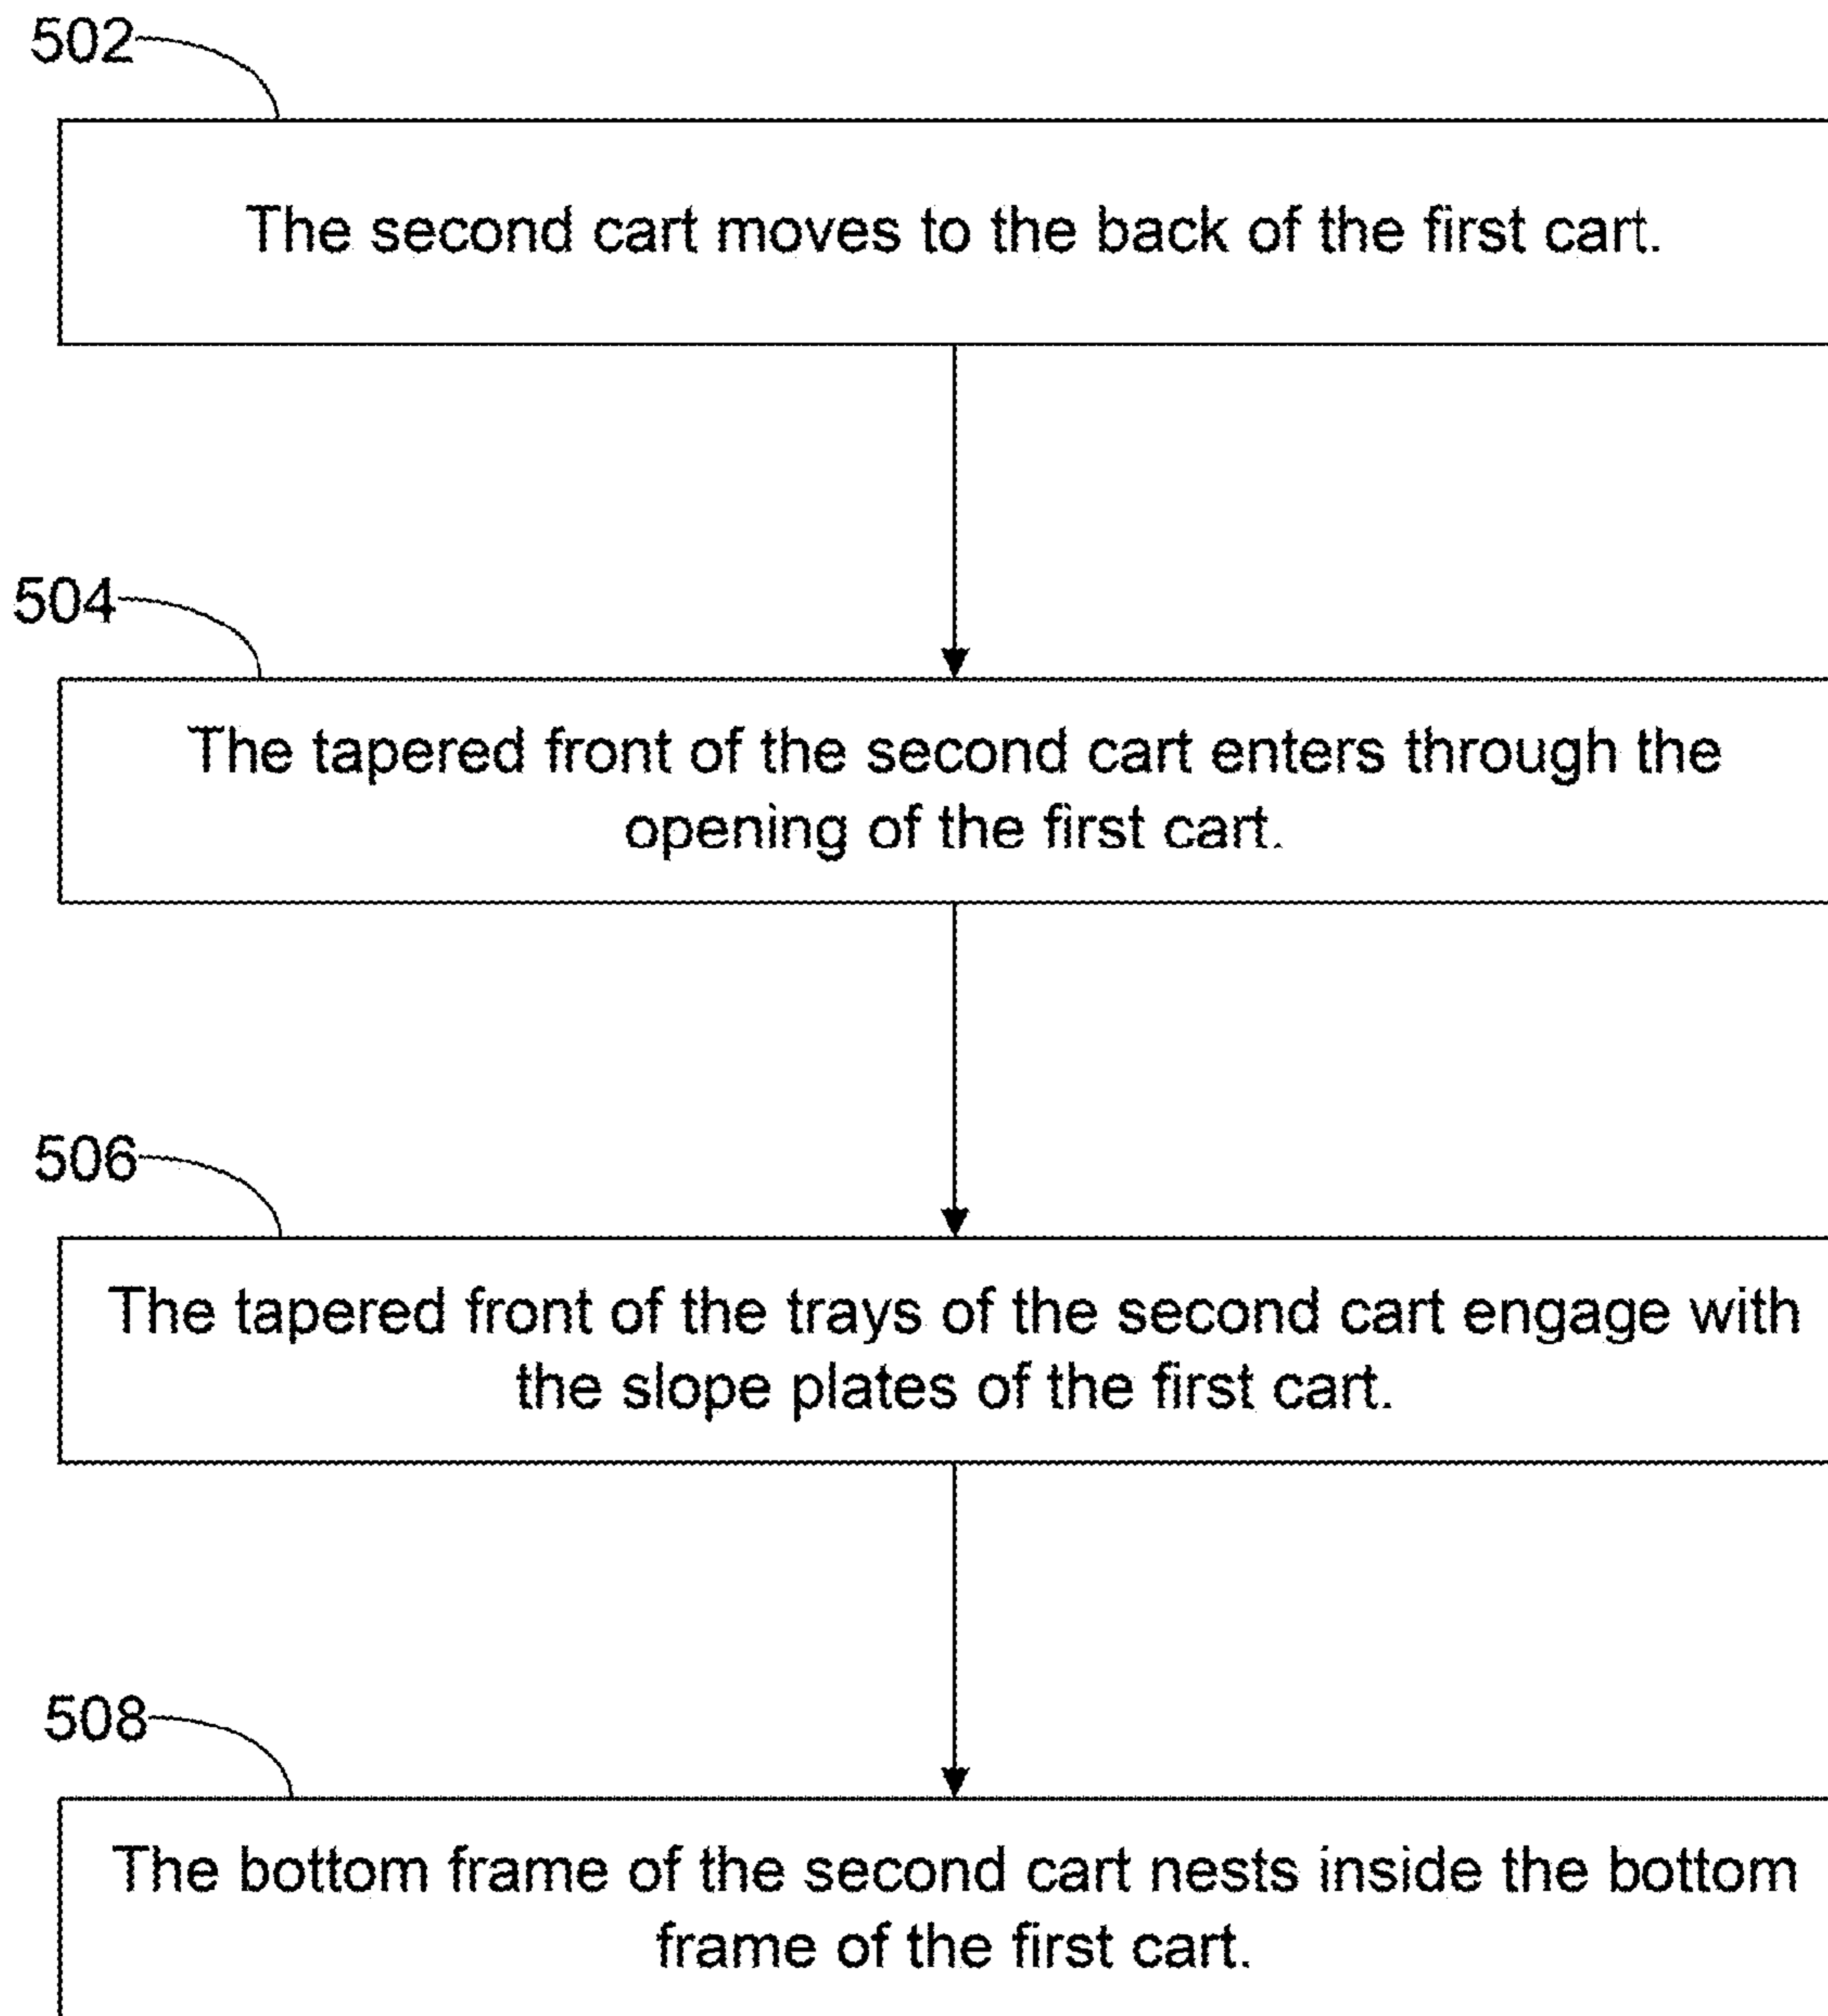 502
The second cart moves to the back of the first cart.
504
The tapered front of the second cart enters through the
opening of the first cart.
506
The tapered front of the trays of the second cart engage with
the slope plates of the first cart.
508
The bottom frame of the second cart nests inside the bottom
frame of the first cart.